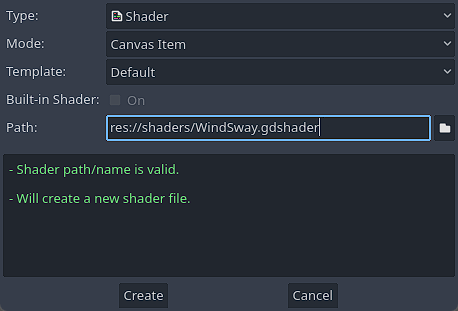 Type: Shader
Mode: Canvas Item
Template: Default
Built-in Shader: On
Path: res://shaders/WindSway.gdshader
- Shader path/name is valid.
- Will create a new shader file.
Create Cancel